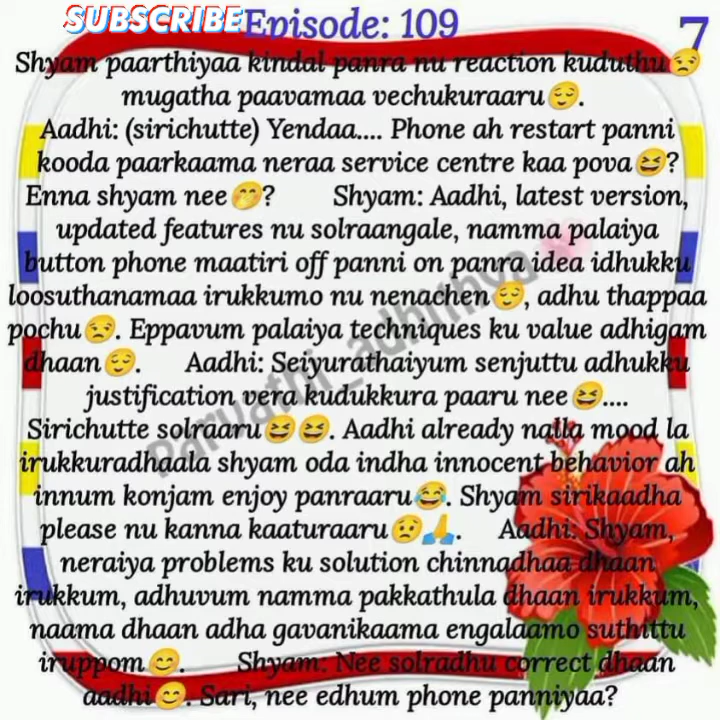 SUBSCRIBE Episode: 109 7
Shyam paarthiyaa kindal panra nu reaction kuduthu😒
mugatha paavamaa vechukuraaru😌.
Aadhi: (sirichutte) Yendaa.... Phone ah restart panni
kooda paarkaama neraa service centre kaa pova😆?
Enna shyam nee🤭? Shyam: Aadhi, latest version,
updated features nu solraangale, namma palaiya
button phone maatiri off panni on panra idea idhukku
loosuthanamaa irukkumo nu nenachen😌, adhu thappaa
pochu😒. Eppavum palaiya techniques ku value adhigam
dhaan😌. Aadhi: Seiyurathaiyum senjuttu adhukku
justification vera kudukkura paaru nee😆....
Sirichutte solraaru😆😆. Aadhi already nalla mood la
irukkuradhaala shyam oda indha innocent behavior ah
innum konjam enjoy panraaru😂. Shyam sirikaadha
please nu kanna kaaturaaru😟🙏. Aadhi: Shyam,
neraiya problems ku solution chinnadhaa dhaan
irukkum, adhuvum namma pakkathula dhaan irukkum,
naama dhaan adha gavanikaama engalaamo suthittu
iruppom😊. Shyam: Nee solradhu correct dhaan
aadhi😊. Sari, nee edhum phone panniyaa?
Parvathi_adhithya